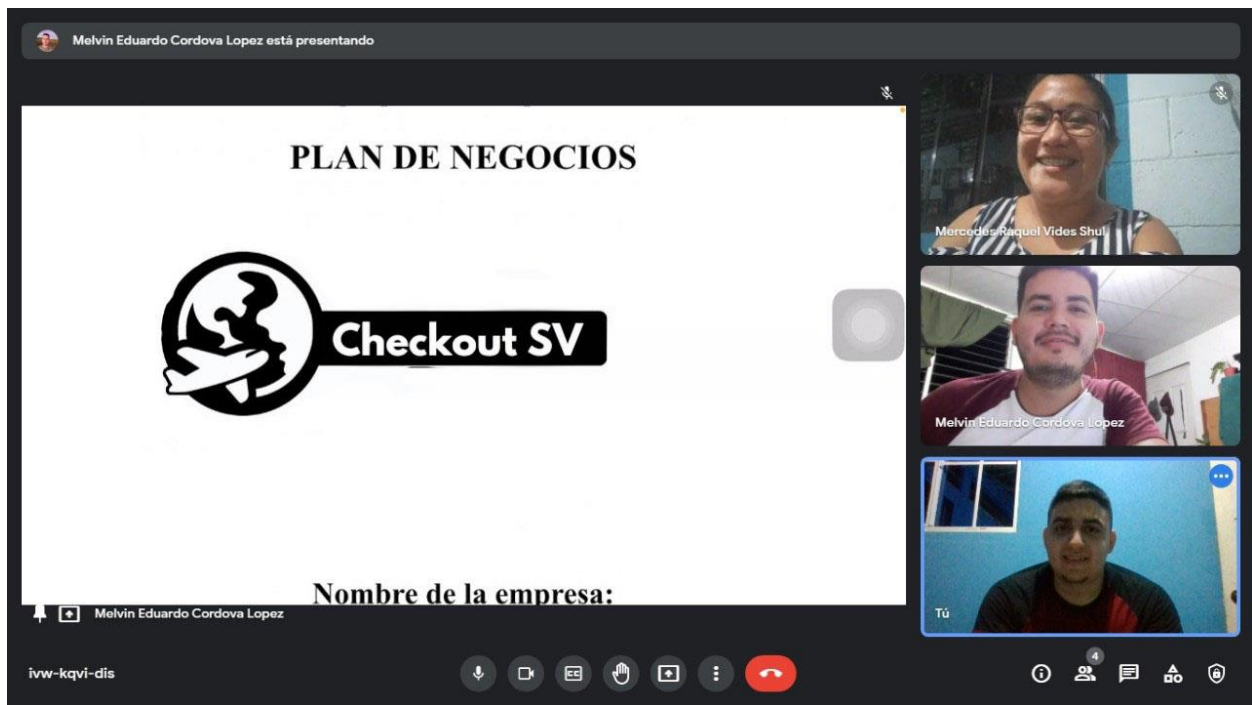 Melvin Eduardo Cordova Lopez está presentando
PLAN DE NEGOCIOS
Checkout SV
Nombre de la empresa:
Melvin Eduardo Cordova Lopez
Mercedes Raquel Vides Shul
Melvin Eduardo Cordova Lopez
Tú
ivw-kqvi-dis
CC
4